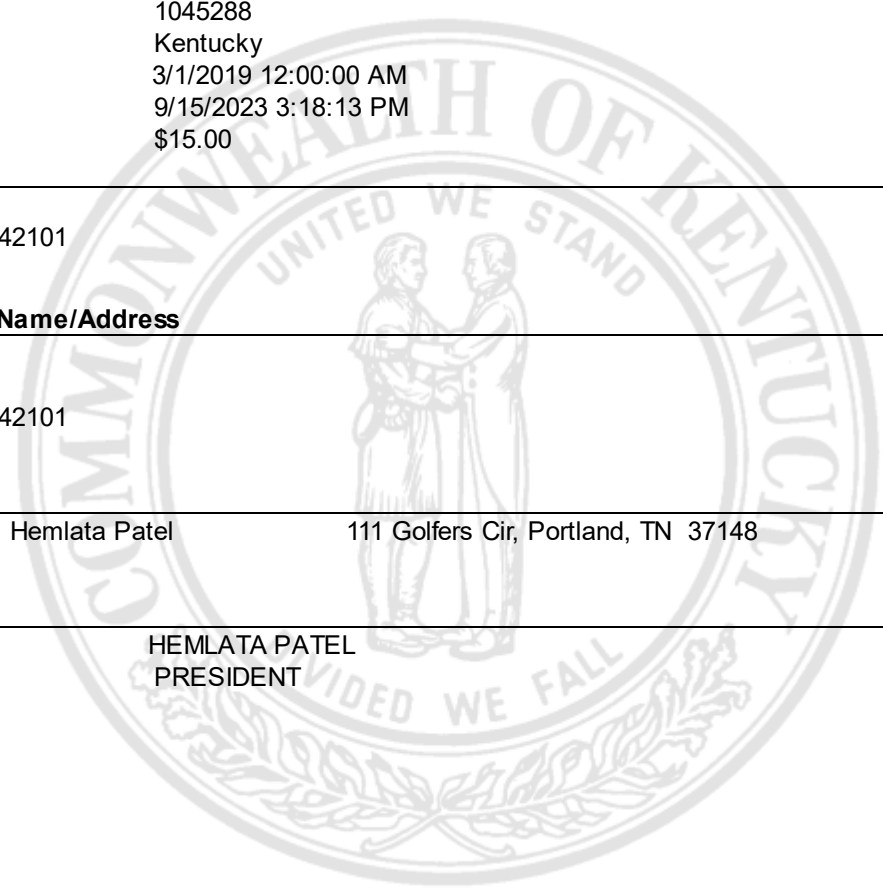 1045288
Kentucky
3/1/2019 12:00:00 AM
9/15/2023 3:18:13 PM
$15.00
COMMONWEALTH OF KENTUCKY
UNITED WE STAND
42101
Name/Address
42101
Hemlata Patel 111 Golfers Cir, Portland, TN 37148
HEMLATA PATEL
PRESIDENT
DIVIDED WE FALL